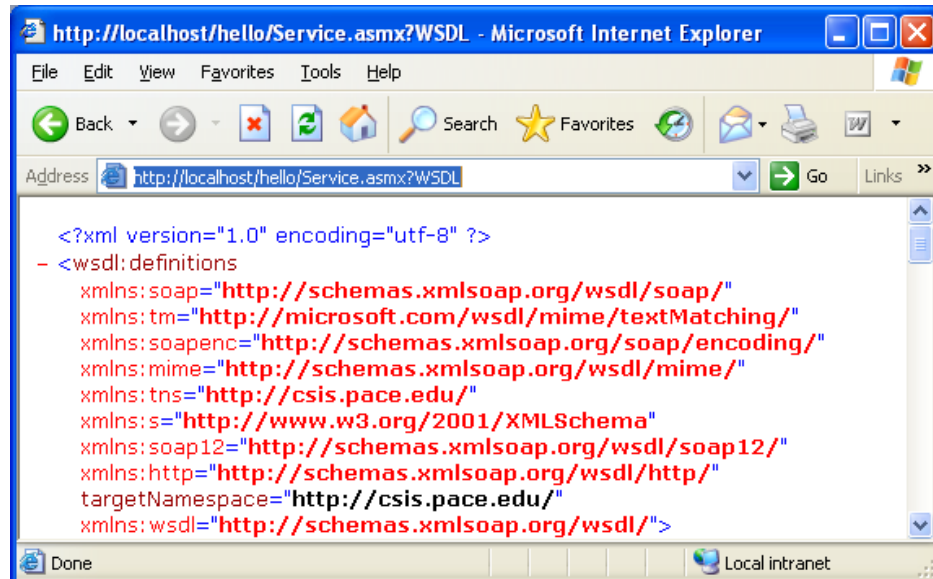 http://localhost/hello/Service.asmx?WSDL - Microsoft Internet Explorer
File Edit View Favorites Tools Help
Back Search Favorites
Address http://localhost/hello/Service.asmx?WSDL Go Links »
<?xml version="1.0" encoding="utf-8" ?>
- <wsdl:definitions
xmlns:soap="http://schemas.xmlsoap.org/wsdl/soap/"
xmlns:tm="http://microsoft.com/wsdl/mime/textMatching/"
xmlns:soapenc="http://schemas.xmlsoap.org/soap/encoding/"
xmlns:mime="http://schemas.xmlsoap.org/wsdl/mime/"
xmlns:tns="http://csis.pace.edu/"
xmlns:s="http://www.w3.org/2001/XMLSchema"
xmlns:soap12="http://schemas.xmlsoap.org/wsdl/soap12/"
xmlns:http="http://schemas.xmlsoap.org/wsdl/http/"
targetNamespace="http://csis.pace.edu/"
xmlns:wsdl="http://schemas.xmlsoap.org/wsdl/">
Done Local intranet